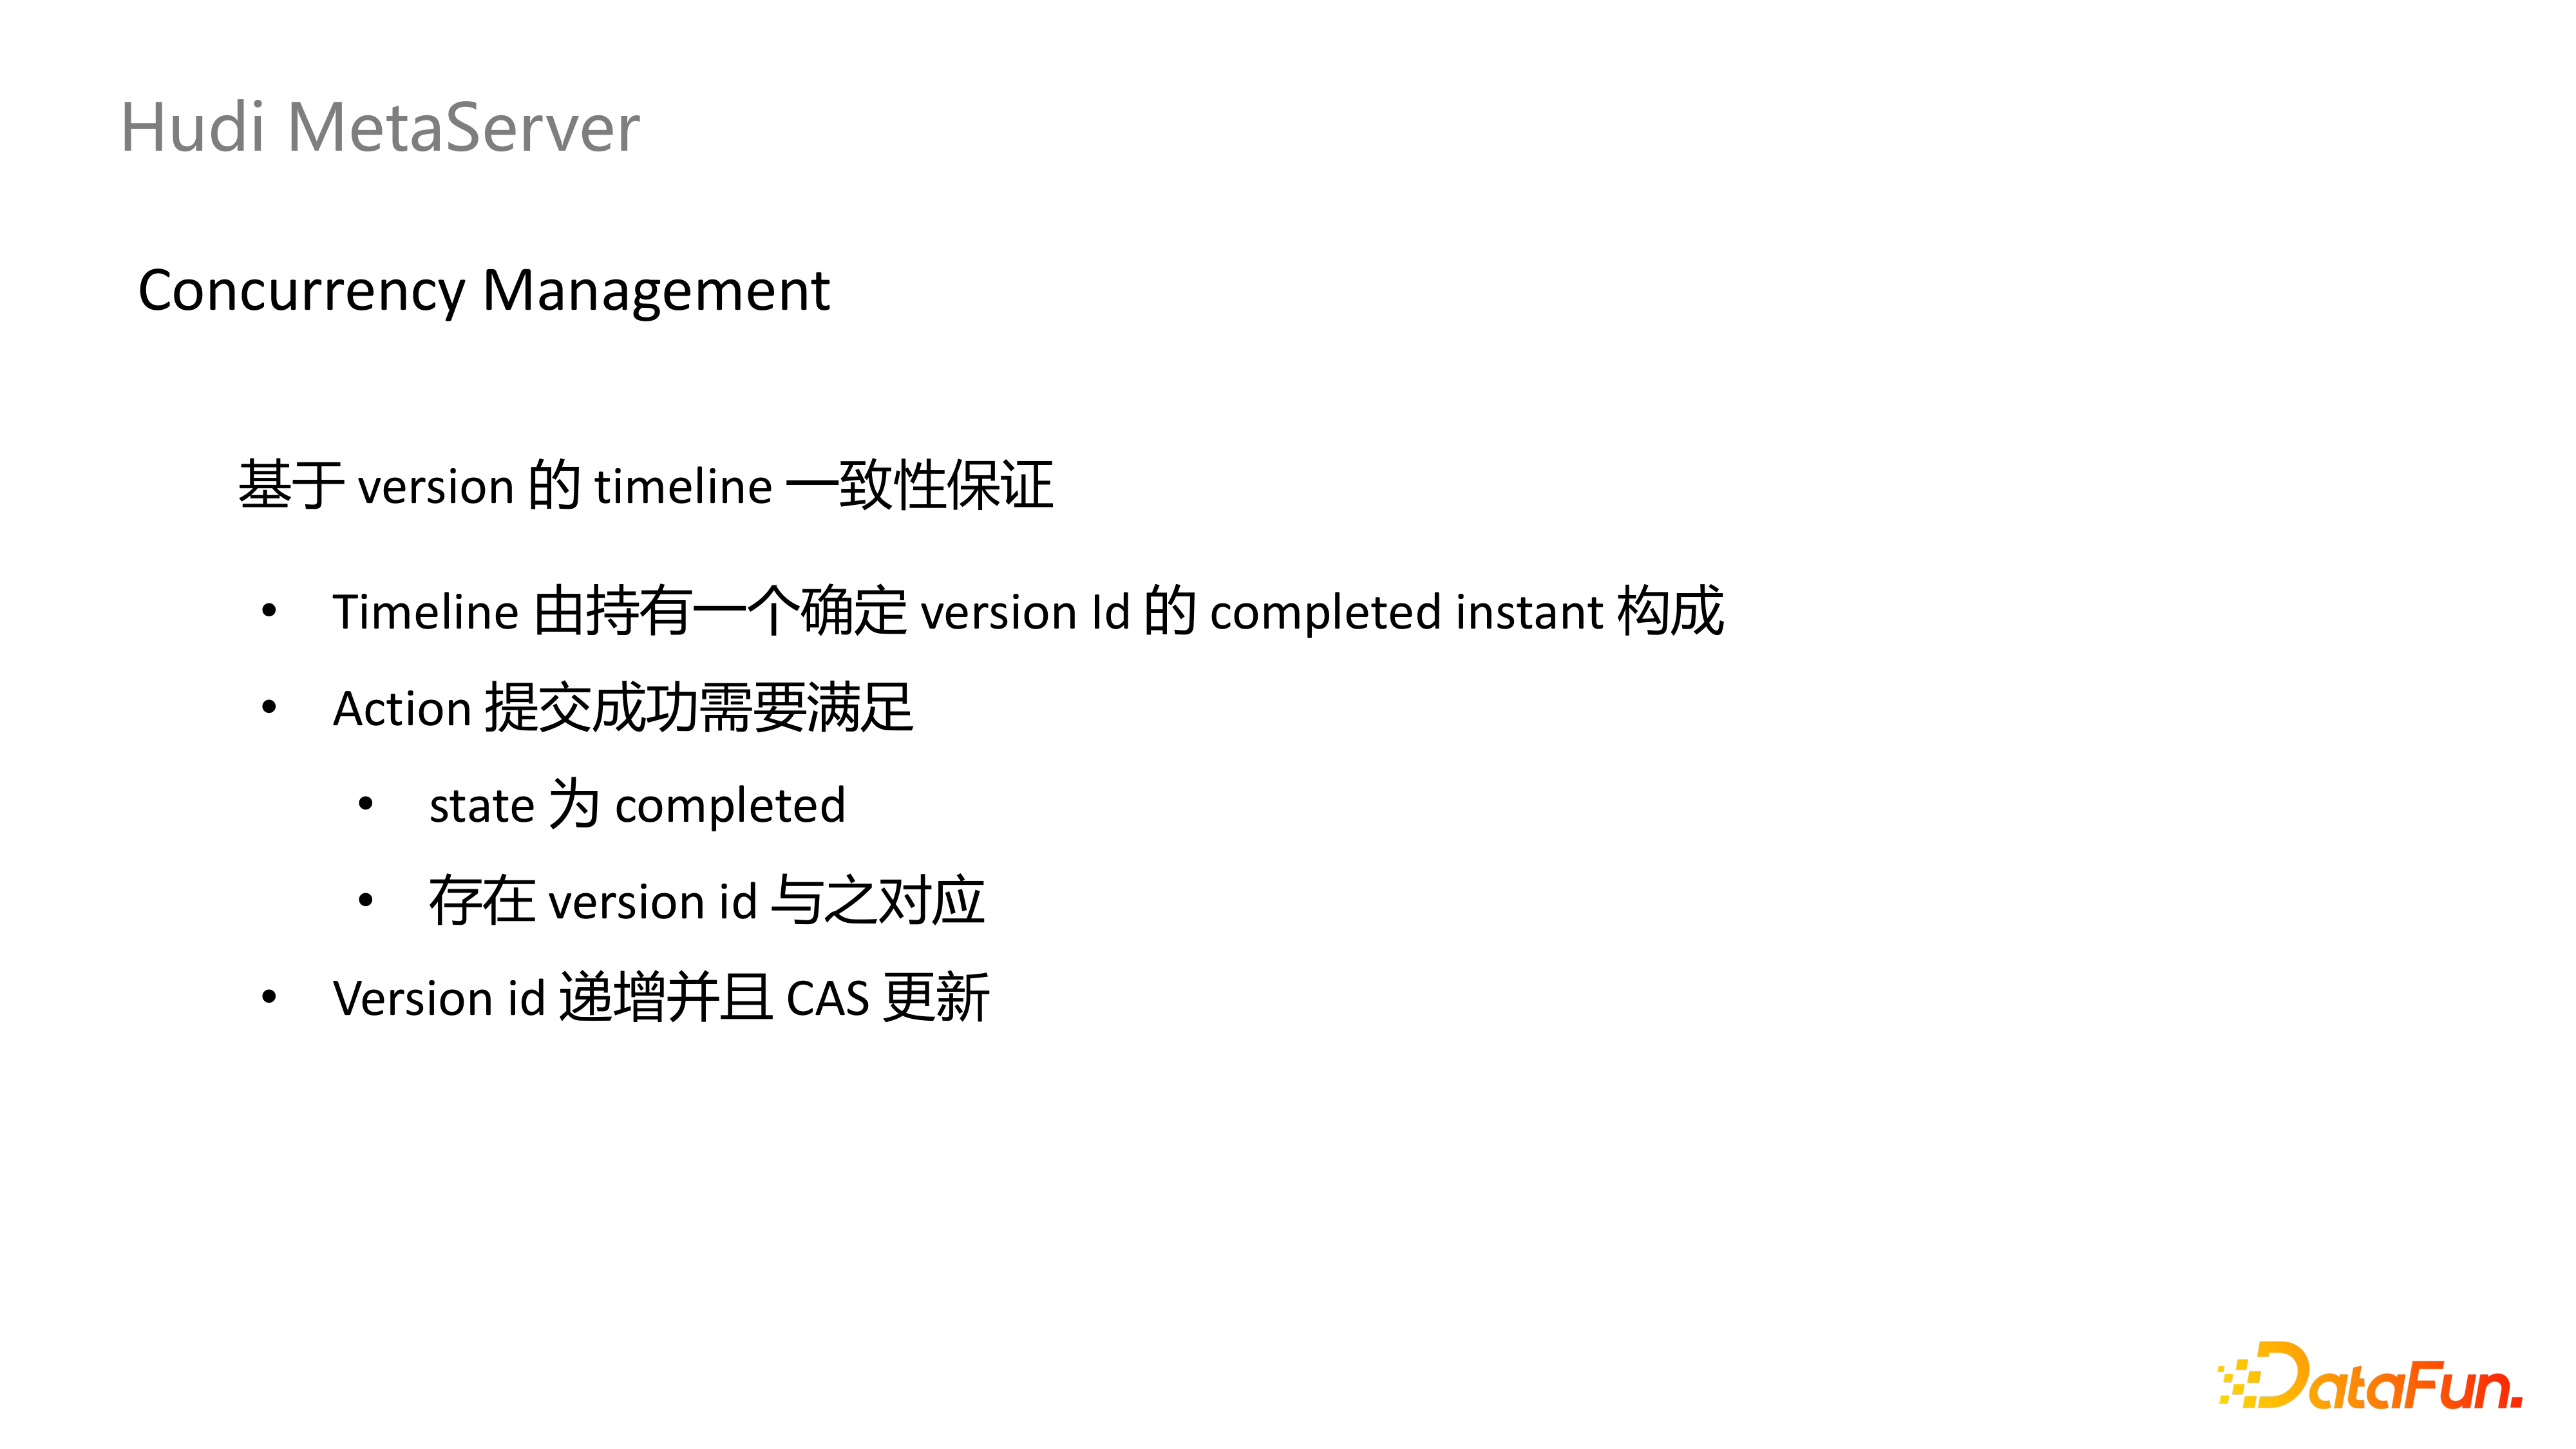 Hudi MetaServer
Concurrency Management
基于 version 的 timeline 一致性保证
• Timeline 由持有一个确定 version Id 的 completed instant 构成
• Action 提交成功需要满足
• state 为 completed
• 存在 version id 与之对应
• Version id 递增并且 CAS 更新
DataFun.